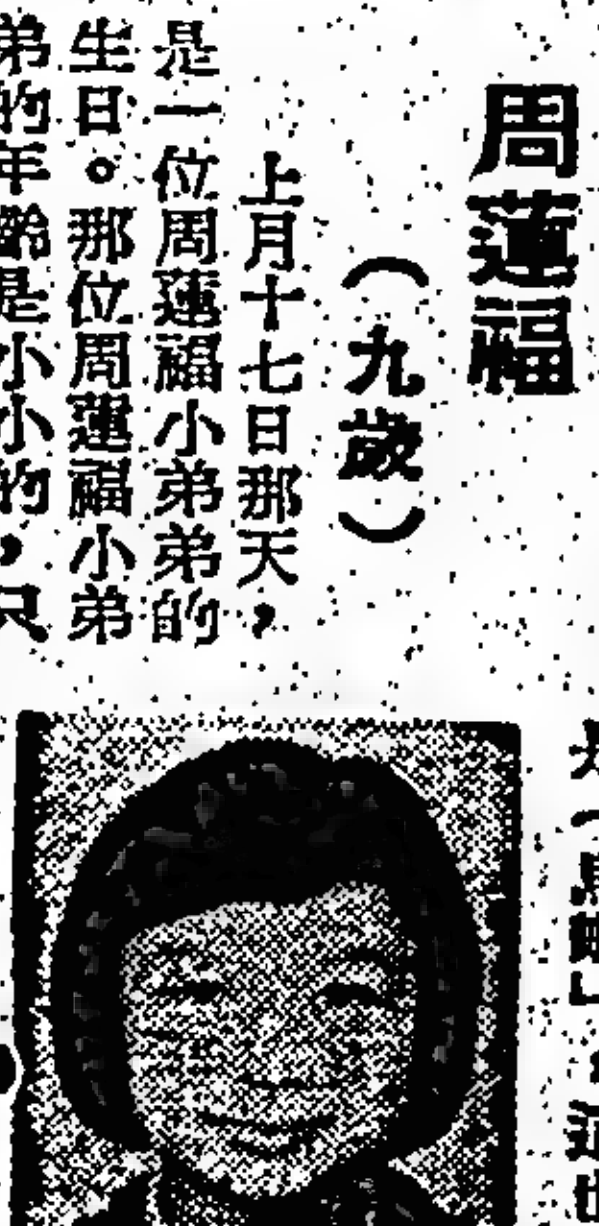 周蓮福
（九歲）
上月十七日那天，
是一位周蓮福小弟弟的
生日。那位周蓮福小弟
弟的年齡是小小的，只